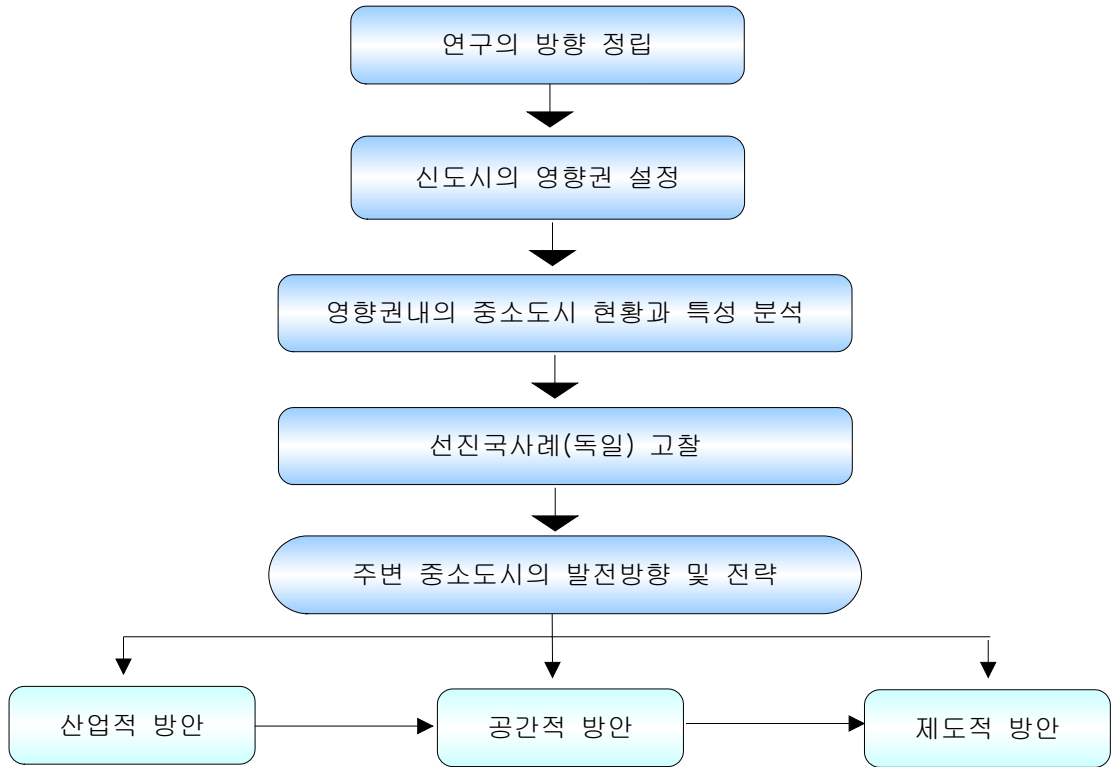 연구의 방향 정립
신도시의 영향권 설정
영향권내의 중소도시 현황과 특성 분석
선진국사례(독일) 고찰
주변 중소도시의 발전방향 및 전략
산업적 방안
공간적 방안
제도적 방안